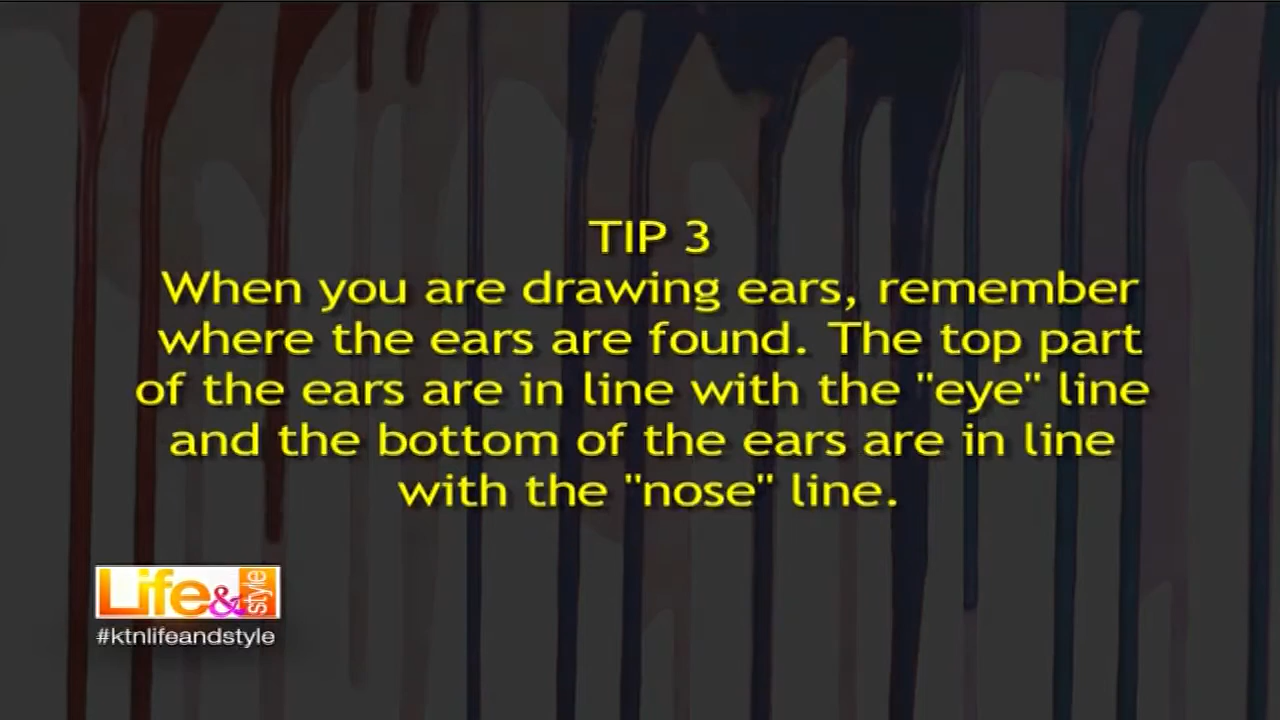 TIP 3
When you are drawing ears, remember
where the ears are found. The top part
of the ears are in line with the "eye" line
and the bottom of the ears are in line
with the "nose" line.
Life & style
#ktnlifeandstyle